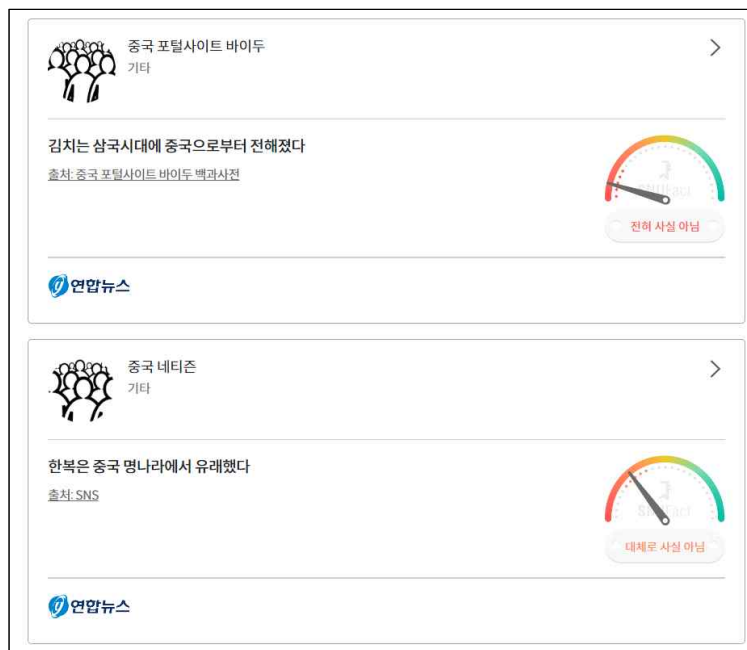 중국 포털사이트 바이두
기타
김치는 삼국시대에 중국으로부터 전해졌다
출처: 중국 포털사이트 바이두 백과사전
SNUFact
전혀 사실 아님
연합뉴스
중국 네티즌
기타
한복은 중국 명나라에서 유래했다
출처: SNS
SNUFact
대체로 사실 아님
연합뉴스